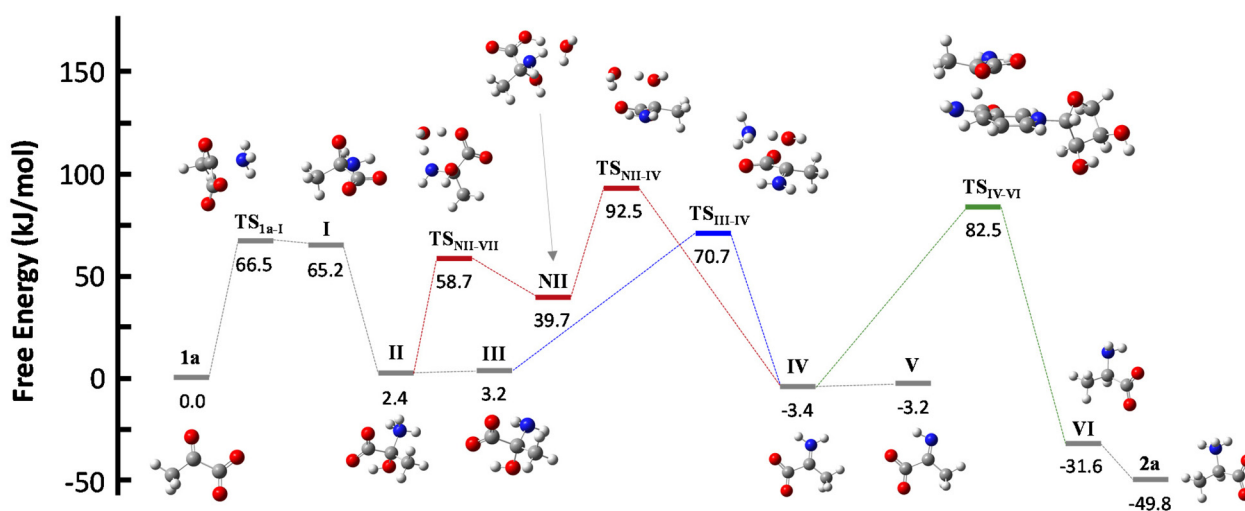 Free Energy (kJ/mol)
150
100
50
0
-50
1a
0.0
TS1a-I
66.5
I
65.2
II
2.4
III
3.2
TSNII-VII
58.7
NII
39.7
TSNII-IV
92.5
TSIII-IV
70.7
IV
-3.4
V
-3.2
TSIV-VI
82.5
VI
-31.6
2a
-49.8